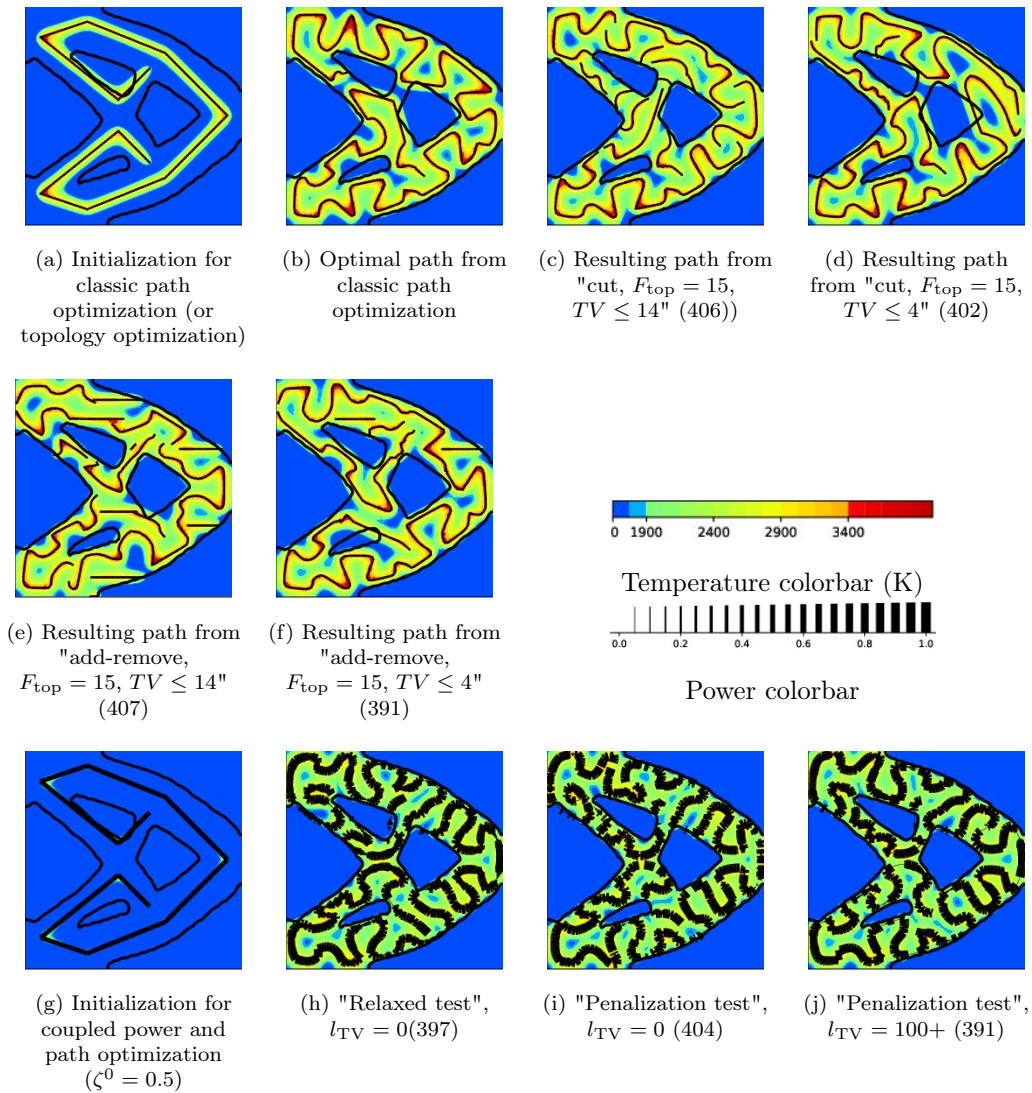 (a) Initialization for
classic path
optimization (or
topology optimization)
(b) Optimal path from
classic path
optimization
(c) Resulting path from
"cut, F_top = 15,
TV ≤ 14" (406))
(d) Resulting path
from "cut, F_top = 15,
TV ≤ 4" (402)
(e) Resulting path from
"add-remove,
F_top = 15, TV ≤ 14"
(407)
(f) Resulting path from
"add-remove,
F_top = 15, TV ≤ 4"
(391)
0 1900 2400 2900 3400
Temperature colorbar (K)
0.0 0.2 0.4 0.6 0.8 1.0
Power colorbar
(g) Initialization for
coupled power and
path optimization
(ζ^0 = 0.5)
(h) "Relaxed test",
l_TV = 0(397)
(i) "Penalization test",
l_TV = 0 (404)
(j) "Penalization test",
l_TV = 100+ (391)